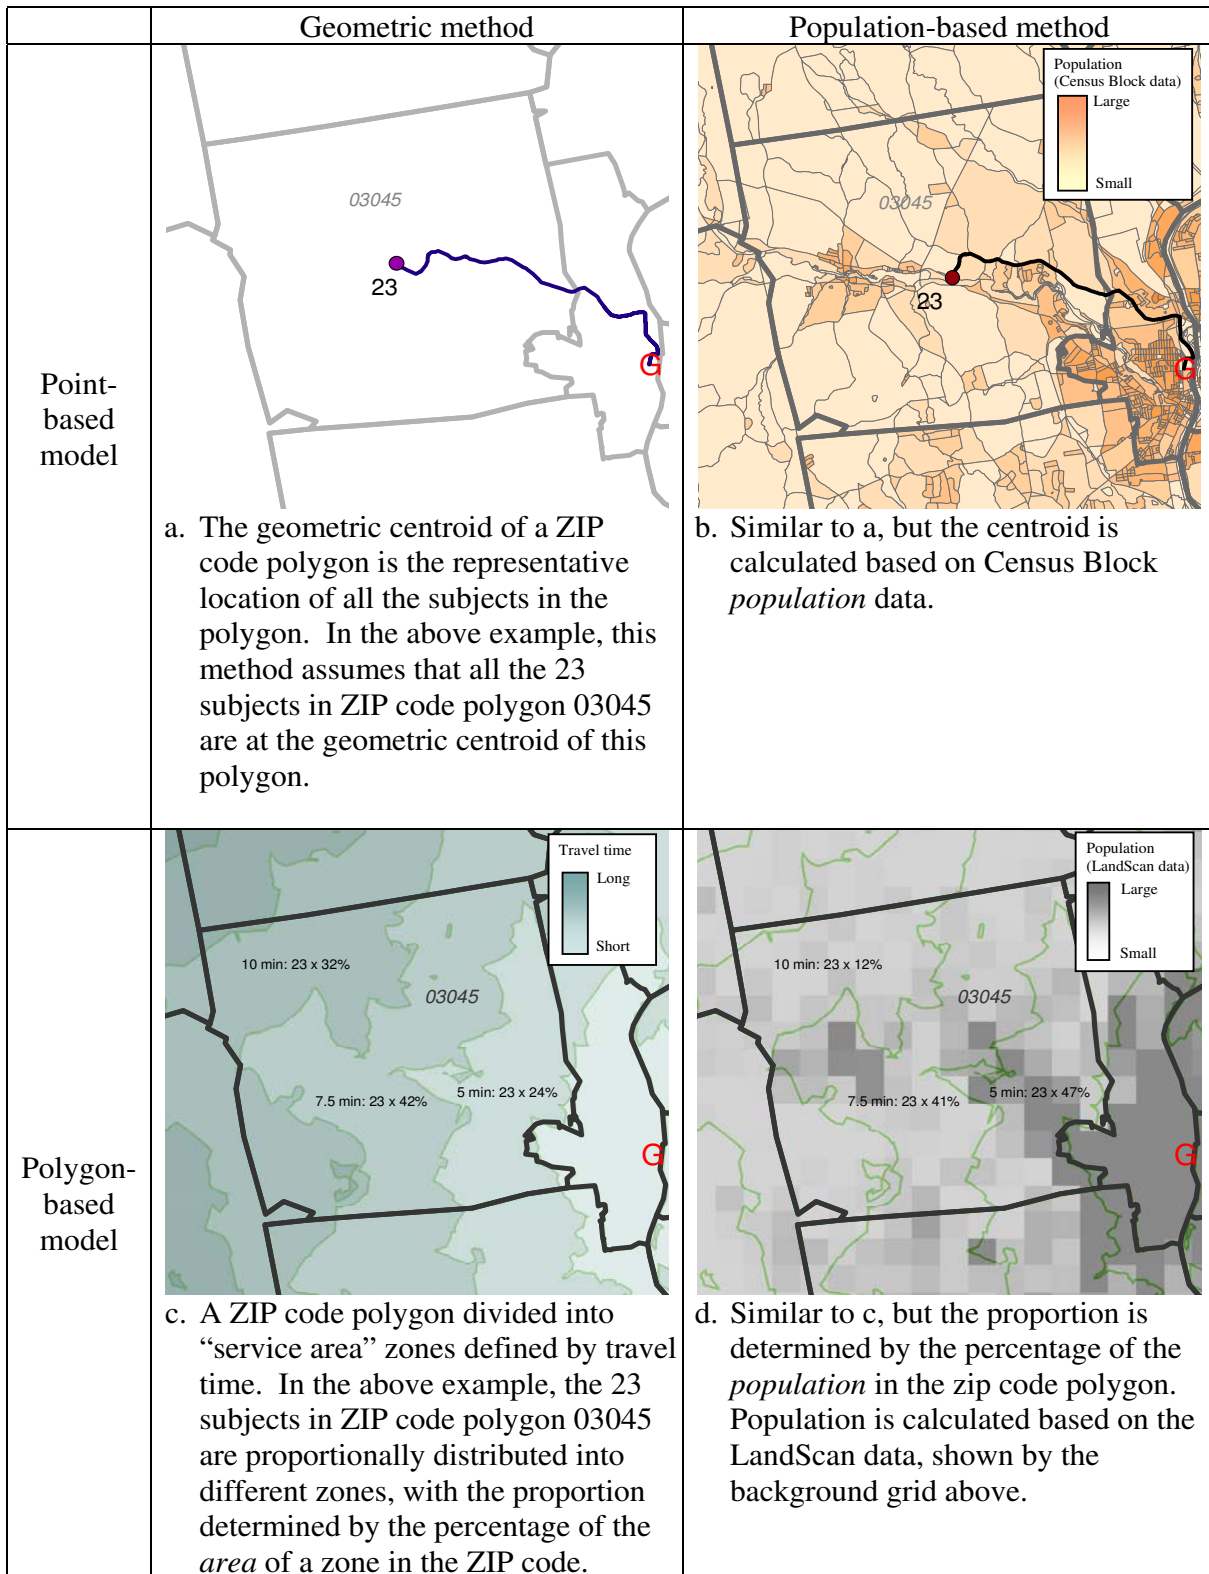 Geometric method
Population-based method
Point-
based
model
03045
23
G
Population
(Census Block data)
Large
Small
03045
23
G
a. The geometric centroid of a ZIP
code polygon is the representative
location of all the subjects in the
polygon. In the above example, this
method assumes that all the 23
subjects in ZIP code polygon 03045
are at the geometric centroid of this
polygon.
b. Similar to a, but the centroid is
calculated based on Census Block
population data.
Polygon-
based
model
Travel time
Long
Short
10 min: 23 x 32%
03045
7.5 min: 23 x 42%
5 min: 23 x 24%
G
Population
(LandScan data)
Large
Small
10 min: 23 x 12%
03045
7.5 min: 23 x 41%
5 min: 23 x 47%
G
c. A ZIP code polygon divided into
“service area” zones defined by travel
time. In the above example, the 23
subjects in ZIP code polygon 03045
are proportionally distributed into
different zones, with the proportion
determined by the percentage of the
area of a zone in the ZIP code.
d. Similar to c, but the proportion is
determined by the percentage of the
population in the zip code polygon.
Population is calculated based on the
LandScan data, shown by the
background grid above.